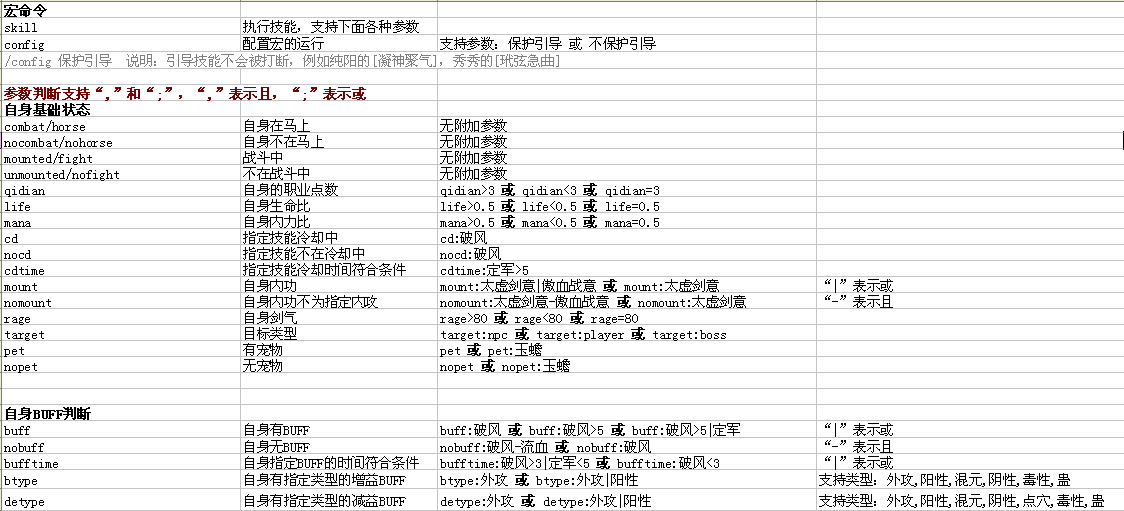 宏命令
skill 执行技能，支持下面各种参数
config 配置宏的运行 支持参数：保护引导 或 不保护引导
/config 保护引导 说明：引导技能不会被打断，例如纯阳的[凝神聚气]，秀秀的[玳弦急曲]
参数判断支持“,”和“;”，“,”表示且，“;”表示或
自身基础状态
combat/horse 自身在马上 无附加参数
nocombat/nohorse 自身不在马上 无附加参数
mounted/fight 战斗中 无附加参数
unmounted/nofight 不在战斗中 无附加参数
qidian 自身的职业点数 qidian>3 或 qidian<3 或 qidian=3
life 自身生命比 life>0.5 或 life<0.5 或 life=0.5
mana 自身内力比 mana>0.5 或 mana<0.5 或 mana=0.5
cd 指定技能冷却中 cd:破风
nocd 指定技能不在冷却中 nocd:破风
cdtime 指定技能冷却时间符合条件 cdtime:定军>5
mount 自身内功 mount:太虚剑意|傲血战意 或 mount:太虚剑意 “|”表示或
nomount 自身内功不为指定内攻 nomount:太虚剑意-傲血战意 或 nomount:太虚剑意 “-”表示且
rage 自身剑气 rage>80 或 rage<80 或 rage=80
target 目标类型 target:npc 或 target:player 或 target:boss
pet 有宠物 pet 或 pet:玉蟾
nopet 无宠物 nopet 或 nopet:玉蟾
自身BUFF判断
buff 自身有BUFF buff:破风 或 buff:破风>5 或 buff:破风>5|定军 “|”表示或
nobuff 自身无BUFF nobuff:破风-流血 或 nobuff:破风 “-”表示且
bufftime 自身指定BUFF的时间符合条件 bufftime:破风>3|定军<5 或 bufftime:破风<3 “|”表示或
btype 自身有指定类型的增益BUFF btype:外攻 或 btype:外攻|阳性 支持类型：外攻,阳性,混元,阴性,毒性,蛊
detype 自身有指定类型的减益BUFF detype:外攻 或 detype:外攻|阳性 支持类型：外攻,阳性,混元,阴性,点穴,毒性,蛊